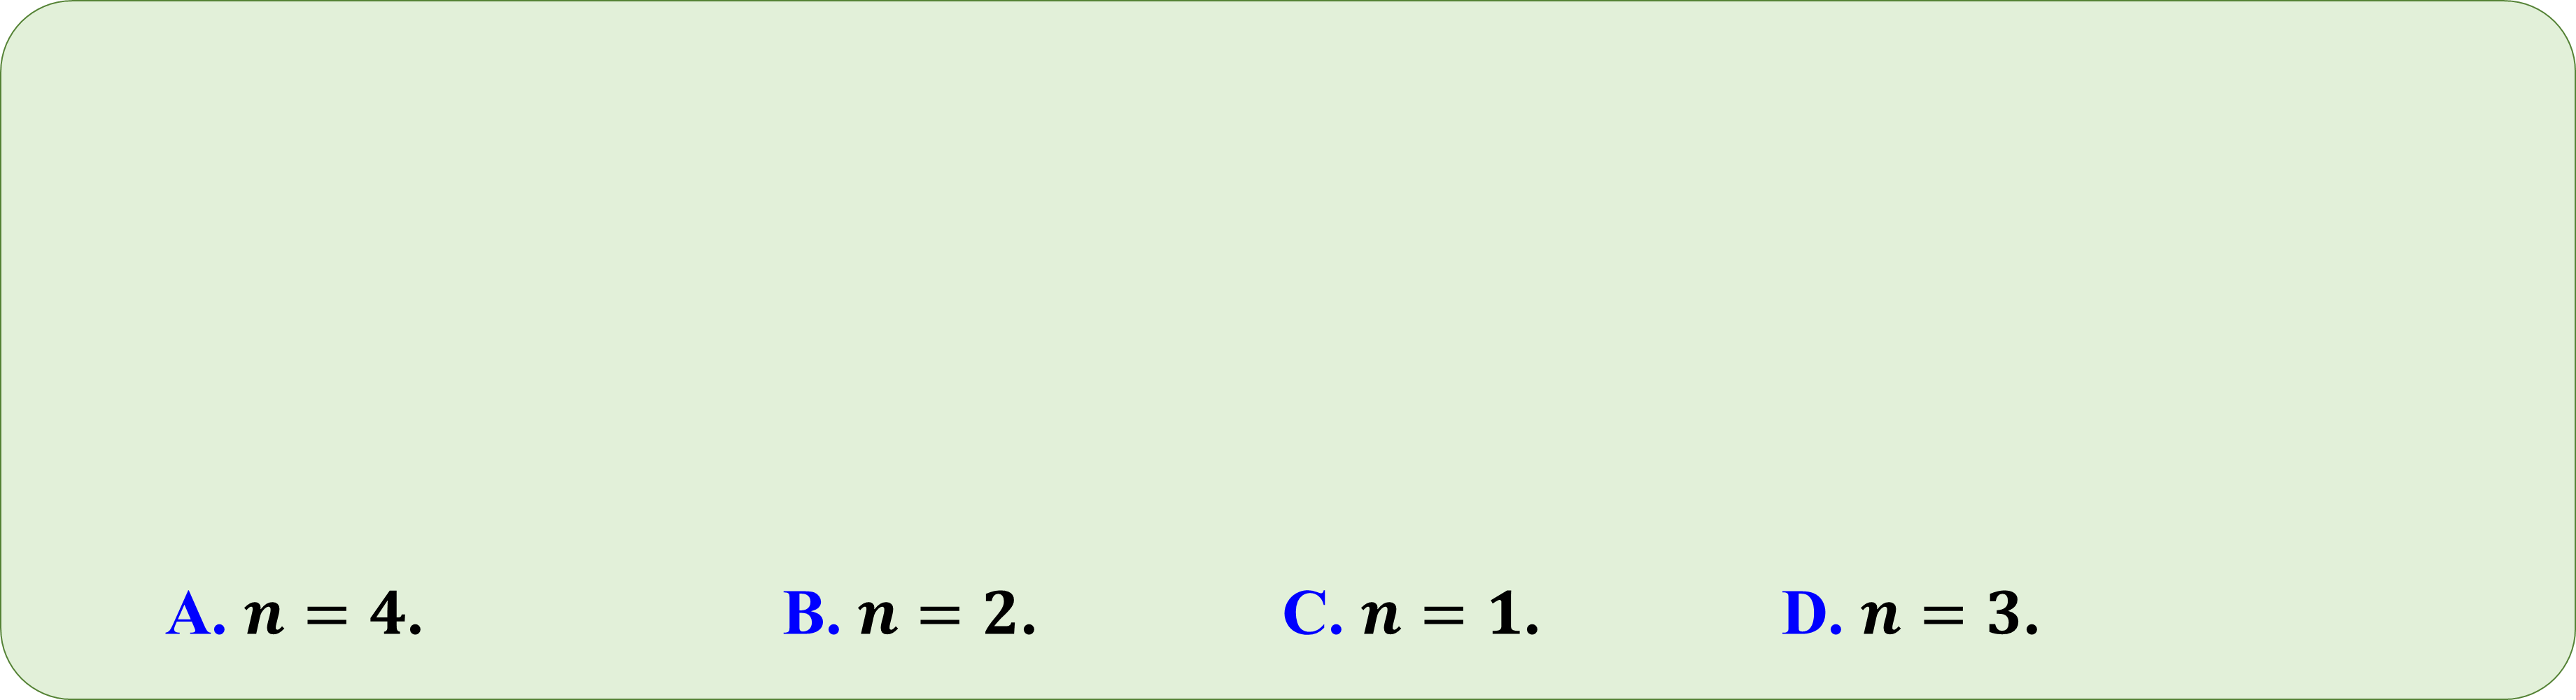 A. n = 4. B. n = 2. C. n = 1. D. n = 3.